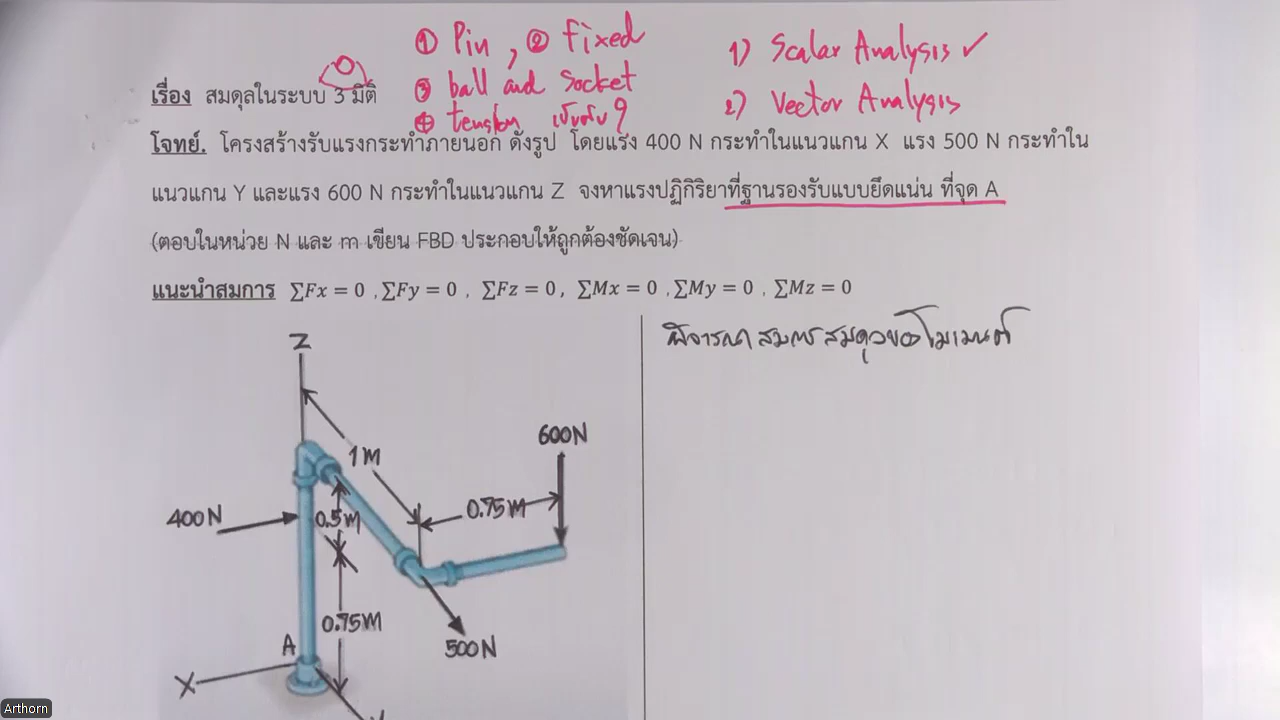 ① Pin , ② fixed
1) Scalar Analysis ✓
เรื่อง สมดุลในระบบ 3 มิติ
③ ball and socket
2) Vector Analysis
④ tension
โจทย์. โครงสร้างรับแรงกระทำภายนอก ดังรูป โดยแรง 400 N กระทำในแนวแกน X แรง 500 N กระทำใน
แนวแกน Y และแรง 600 N กระทำในแนวแกน Z จงหาแรงปฏิกิริยาที่ฐานรองรับแบบยึดแน่น ที่จุด A
(ตอบในหน่วย N และ m เขียน FBD ประกอบให้ถูกต้องชัดเจน)
แนะนำสมการ ∑Fx = 0 , ∑Fy = 0 , ∑Fz = 0 , ∑Mx = 0 , ∑My = 0 , ∑Mz = 0
พิจารณา สมการสมดุลของโมเมนต์
Z
600N
1M
0.75M
400N
0.5M
0.75M
500N
A
X
Arthorn